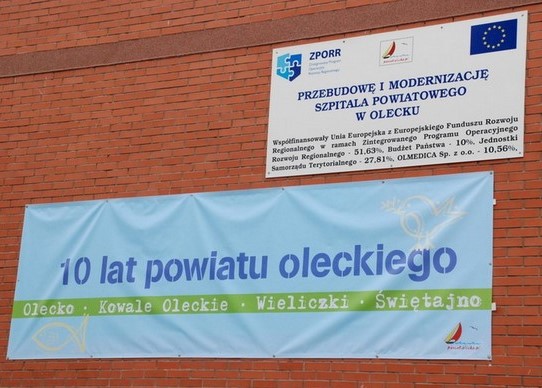 ZPORR
PRZEBUDOWĘ I MODERNIZACJĘ
SZPITALA POWIATOWEGO
W OLECKU
Współfinansowały Unia Europejska z Europejskiego Funduszu Rozwoju
Regionalnego w ramach Zintegrowanego Programu Operacyjnego
Rozwoju Regionalnego - 51,63%, Budżet Państwa - 10%, Jednostki
Samorządu Terytorialnego - 27,81%, OLMEDICA Sp. z o.o. - 10,56%.
10 lat powiatu oleckiego
Olecko · Kowale Oleckie · Wieliczki · Świętajno